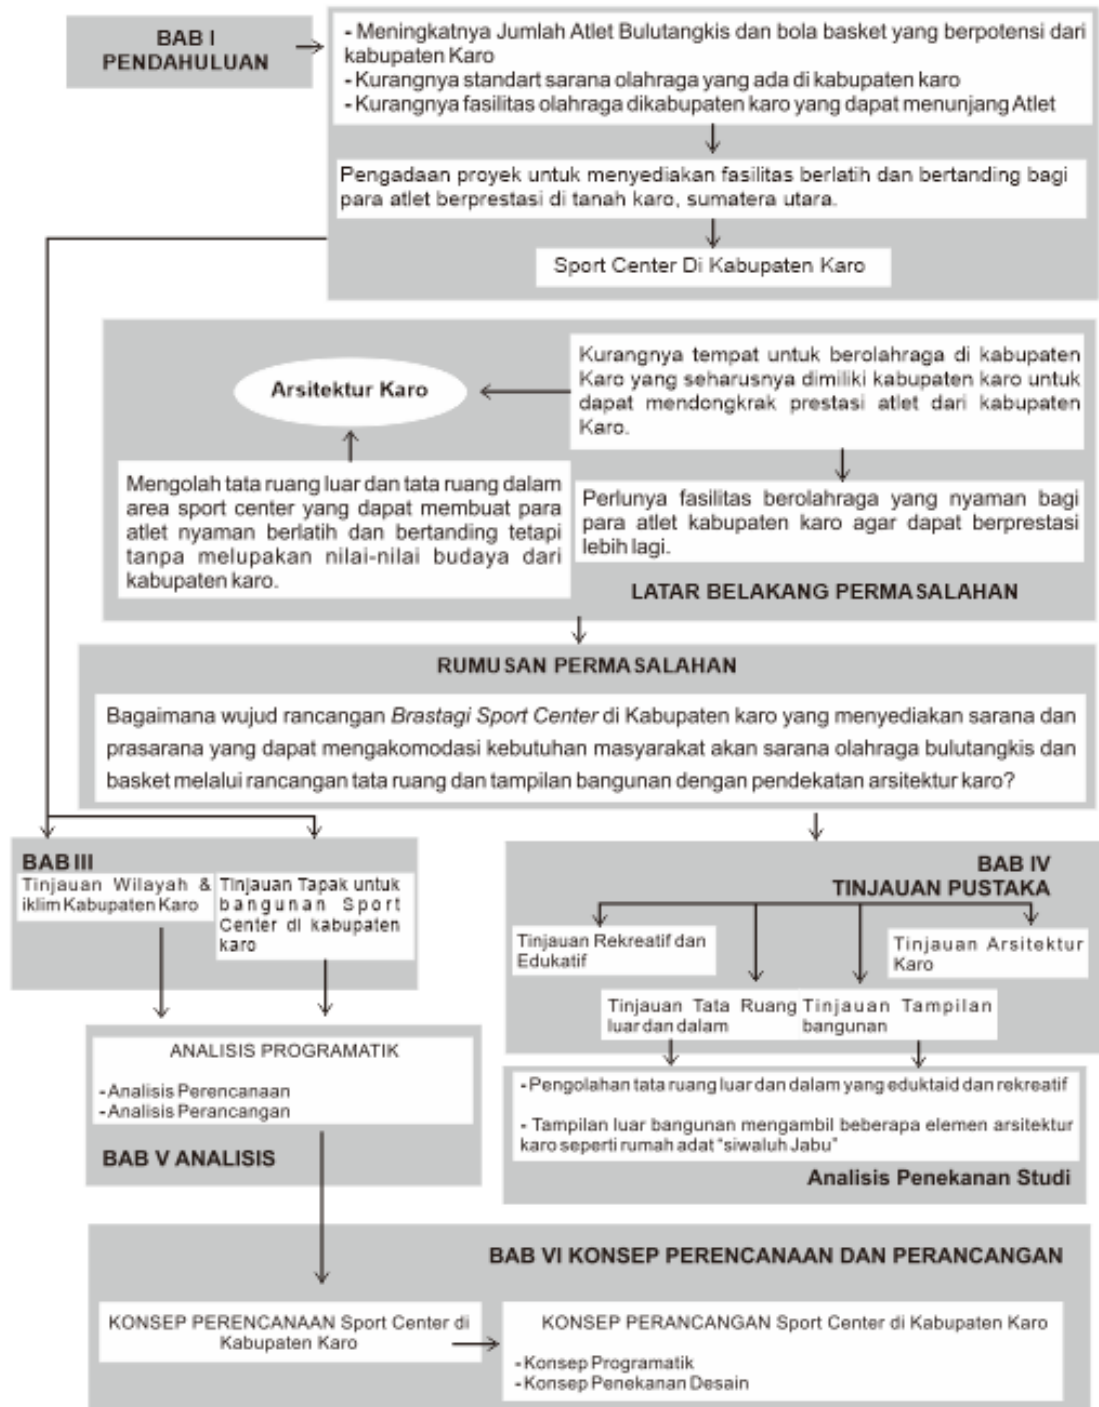 BAB I
PENDAHULUAN
- Meningkatnya Jumlah Atlet Bulutangkis dan bola basket yang berpotensi dari
kabupaten Karo
- Kurangnya standart sarana olahraga yang ada di kabupaten karo
- Kurangnya fasilitas olahraga dikabupaten karo yang dapat menunjang Atlet
Pengadaan proyek untuk menyediakan fasilitas berlatih dan bertanding bagi
para atlet berprestasi di tanah karo, sumatera utara.
Sport Center Di Kabupaten Karo
Arsitektur Karo
Kurangnya tempat untuk berolahraga di kabupaten
Karo yang seharusnya dimiliki kabupaten karo untuk
dapat mendongkrak prestasi atlet dari kabupaten
Karo.
Mengolah tata ruang luar dan tata ruang dalam
area sport center yang dapat membuat para
atlet nyaman berlatih dan bertanding tetapi
tanpa melupakan nilai-nilai budaya dari
kabupaten karo.
Perlunya fasilitas berolahraga yang nyaman bagi
para atlet kabupaten karo agar dapat berprestasi
lebih lagi.
LATAR BELAKANG PERMASALAHAN
RUMUSAN PERMASALAHAN
Bagaimana wujud rancangan Brastagi Sport Center di Kabupaten karo yang menyediakan sarana dan
prasarana yang dapat mengakomodasi kebutuhan masyarakat akan sarana olahraga bulutangkis dan
basket melalui rancangan tata ruang dan tampilan bangunan dengan pendekatan arsitektur karo?
BAB III
Tinjauan Wilayah &
iklim Kabupaten Karo
Tinjauan Tapak untuk
bangunan Sport
Center di kabupaten
karo
BAB IV
TINJAUAN PUSTAKA
Tinjauan Rekreatif dan
Edukatif
Tinjauan Arsitektur
Karo
Tinjauan Tata Ruang
luar dan dalam
Tinjauan Tampilan
bangunan
ANALISIS PROGRAMATIK
- Analisis Perencanaan
- Analisis Perancangan
BAB V ANALISIS
- Pengolahan tata ruang luar dan dalam yang eduktaid dan rekreatif
- Tampilan luar bangunan mengambil beberapa elemen arsitektur
karo seperti rumah adat “siwaluh Jabu”
Analisis Penekanan Studi
BAB VI KONSEP PERENCANAAN DAN PERANCANGAN
KONSEP PERENCANAAN Sport Center di
Kabupaten Karo
KONSEP PERANCANGAN Sport Center di Kabupaten Karo
- Konsep Programatik
- Konsep Penekanan Desain